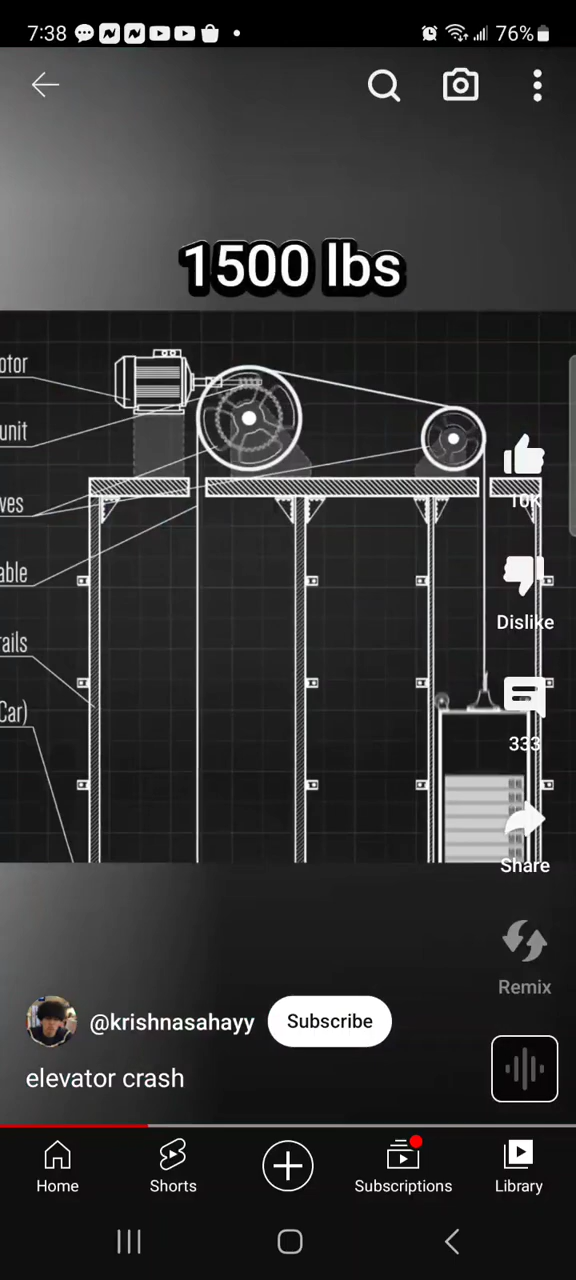 7:38
76%
1500 lbs
otor
unit
ves
able
rails
Car)
10K
Dislike
333
Share
Remix
@krishnasahayy
Subscribe
elevator crash
Home
Shorts
Subscriptions
Library